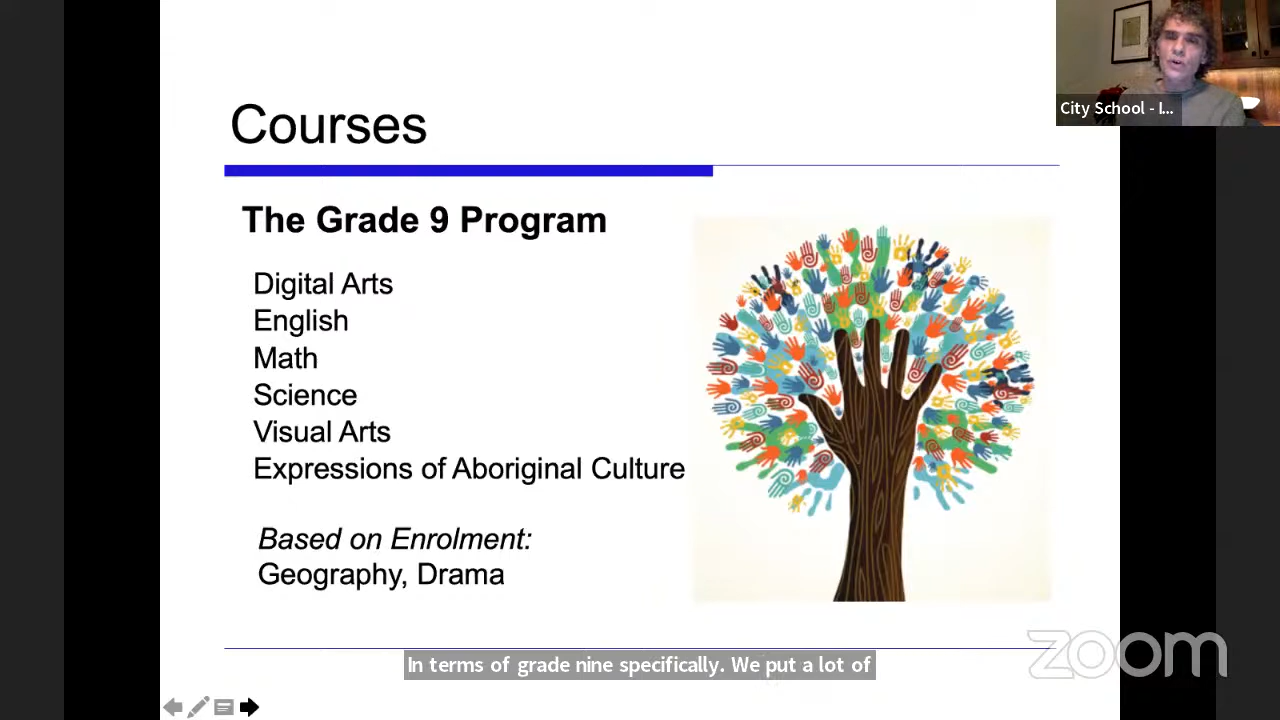 City School - I...
Courses
The Grade 9 Program
Digital Arts
English
Math
Science
Visual Arts
Expressions of Aboriginal Culture
Based on Enrolment:
Geography, Drama
In terms of grade nine specifically. We put a lot of
zoom